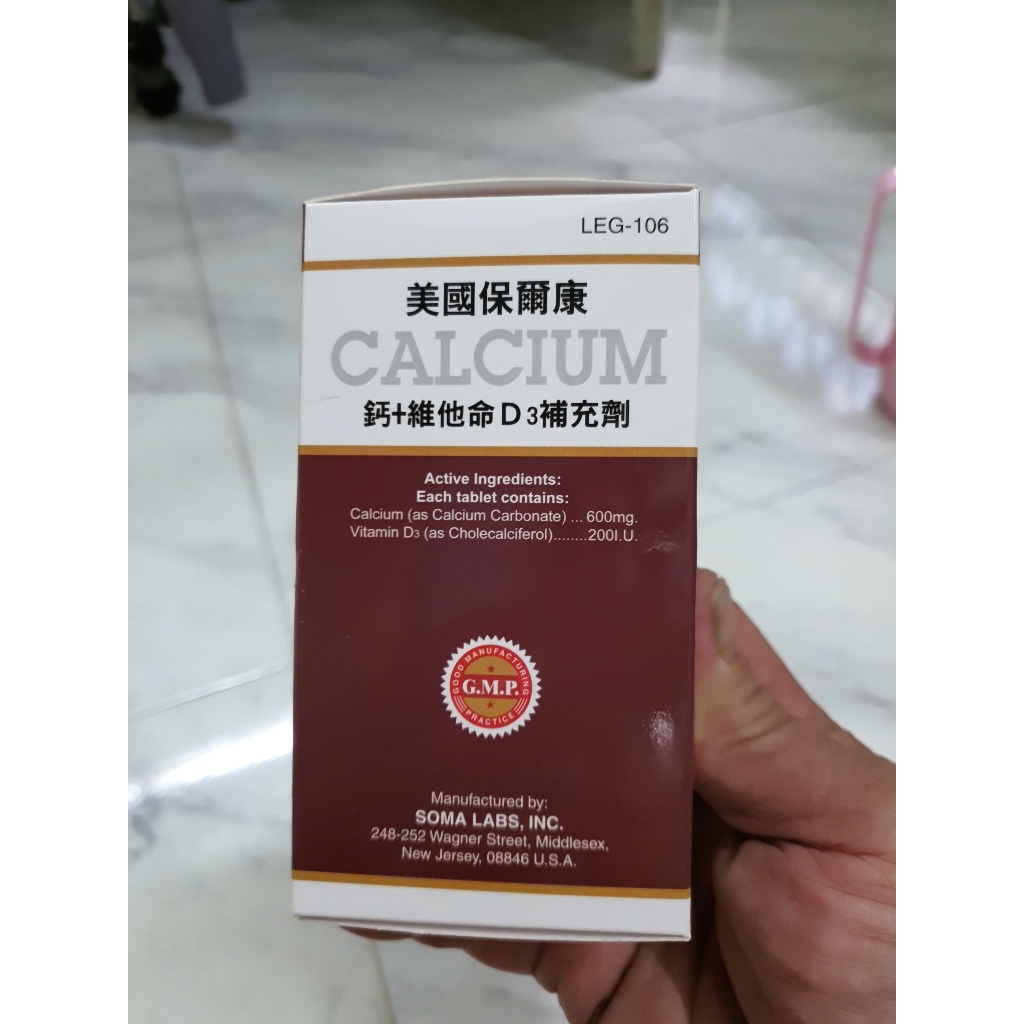 LEG-106
美國保爾康
CALCIUM
鈣+維他命D3補充劑
Active Ingredients:
Each tablet contains:
Calcium (as Calcium Carbonate) ... 600mg.
Vitamin D3 (as Cholecalciferol)........200I.U.
GOOD MANUFACTURING
G.M.P.
PRACTICE
Manufactured by:
SOMA LABS, INC.
248-252 Wagner Street, Middlesex,
New Jersey, 08846 U.S.A.